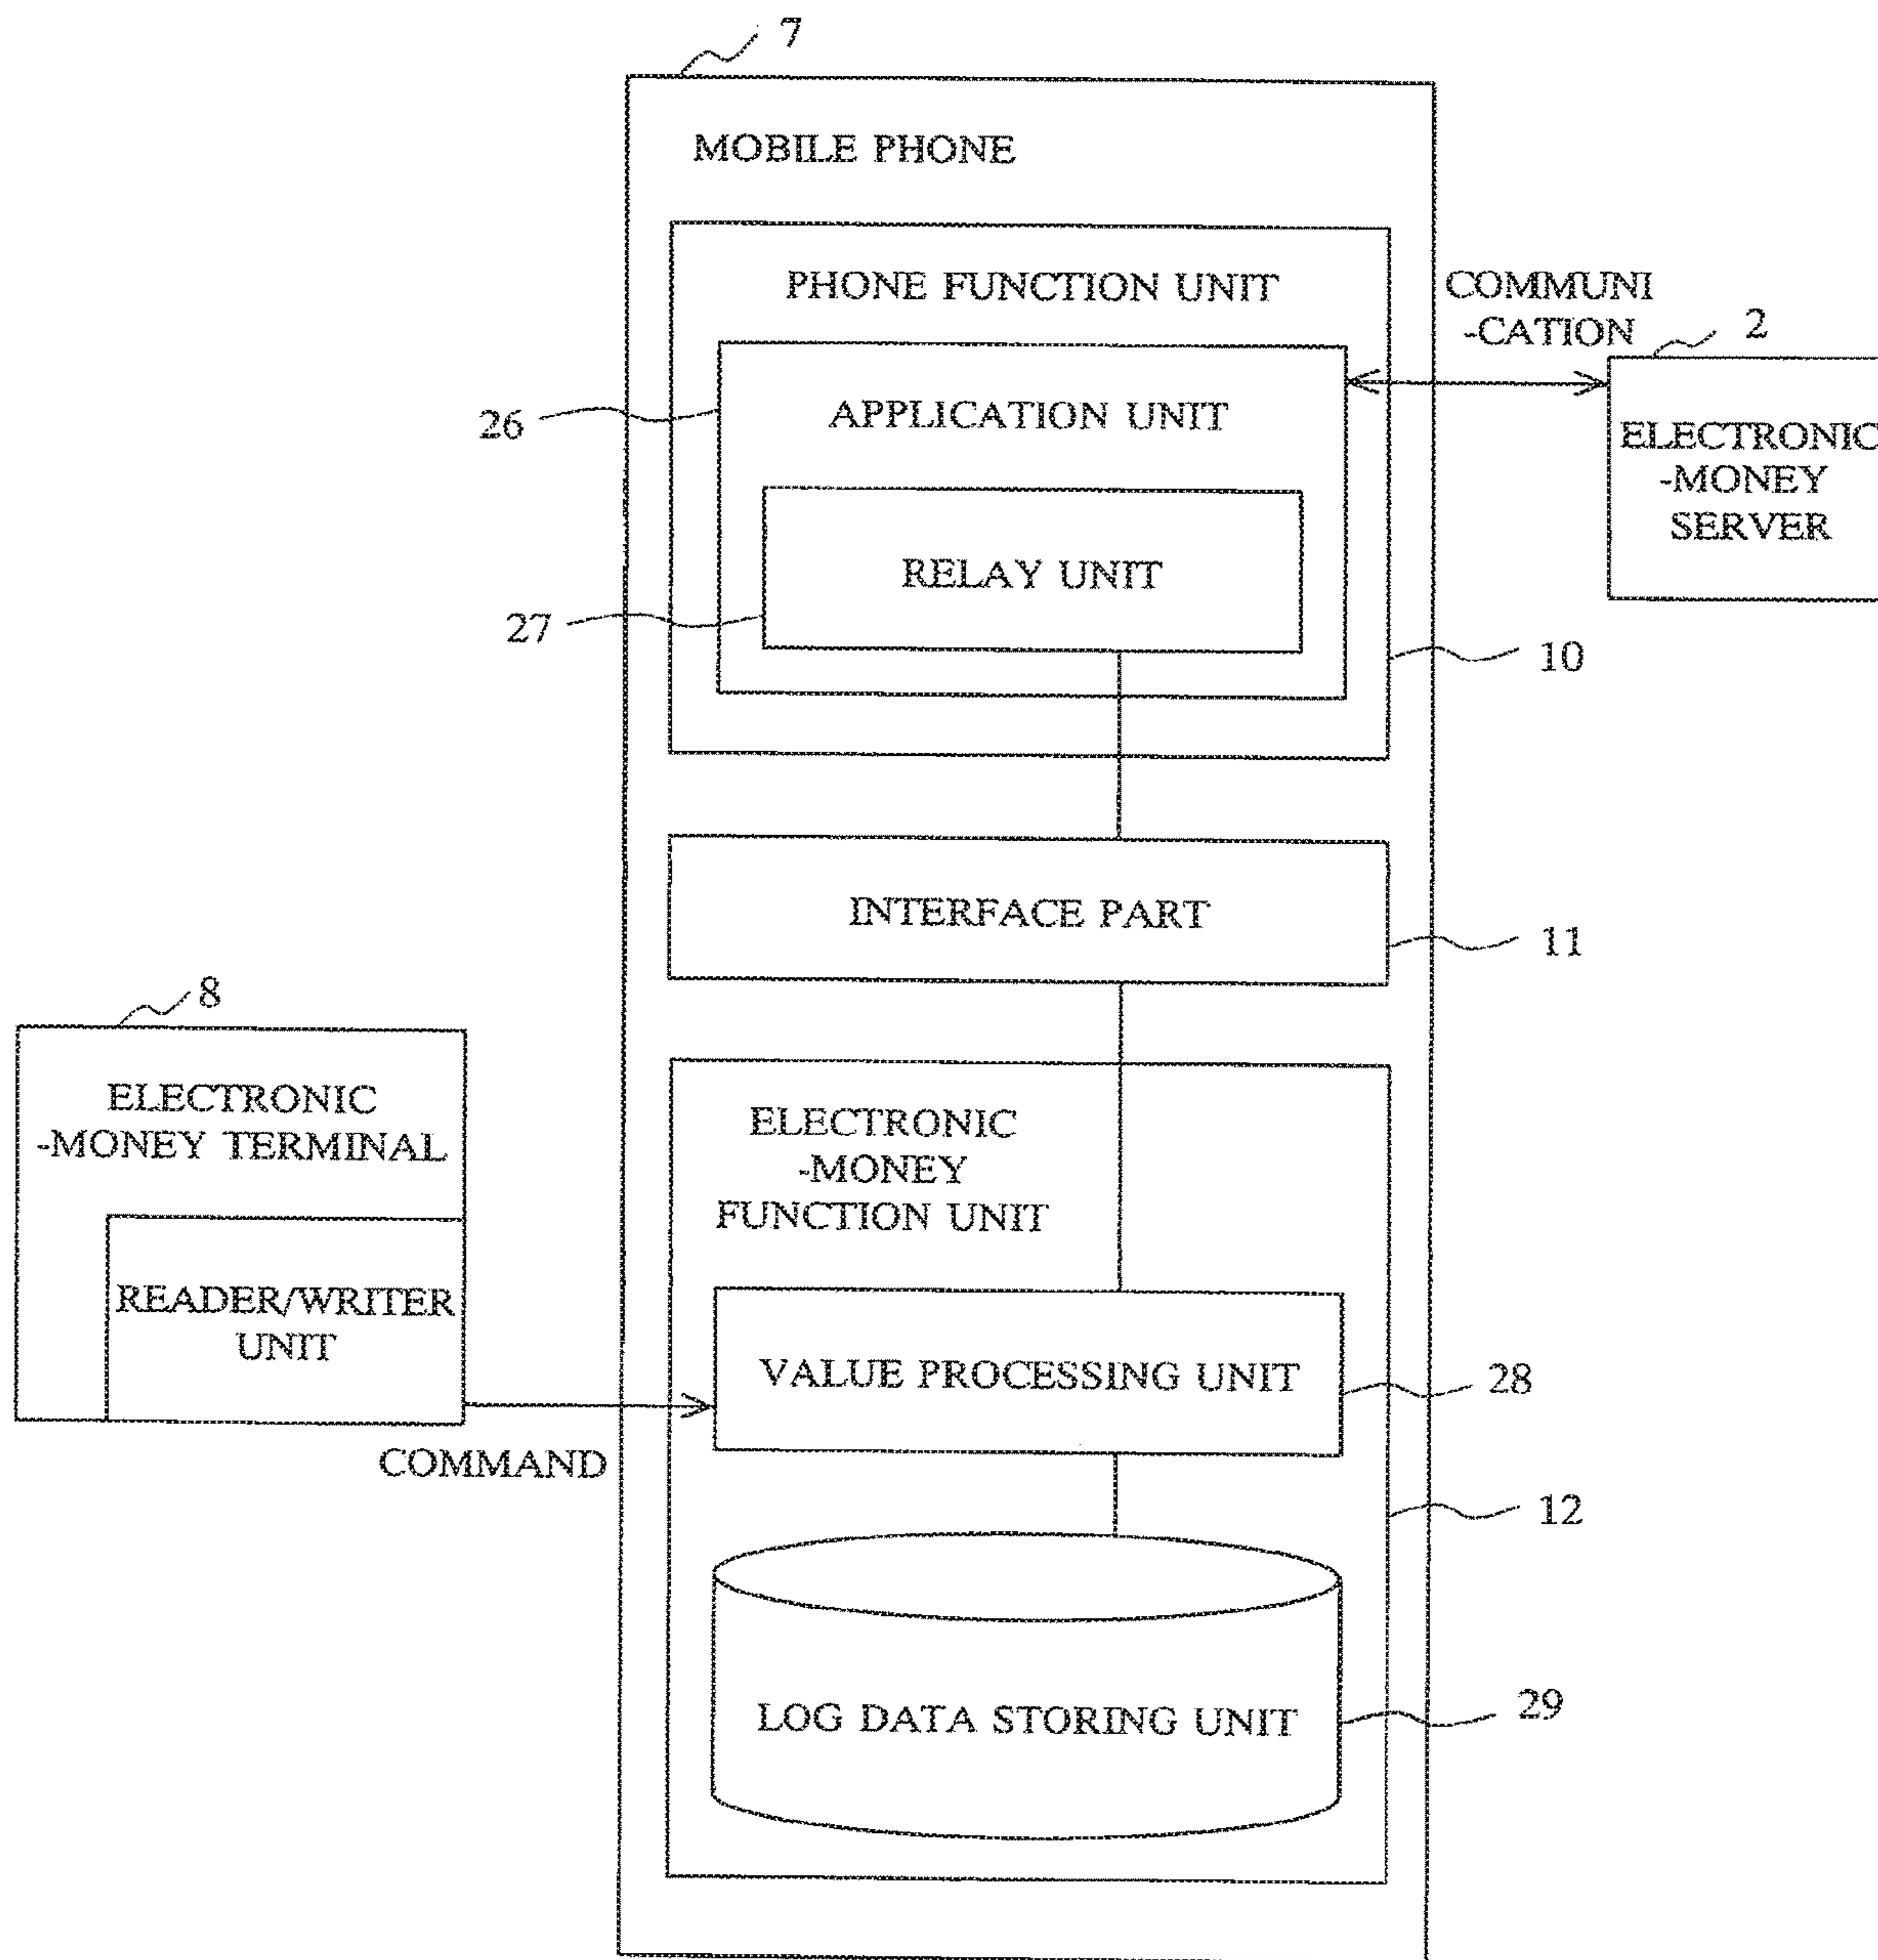 7
MOBILE PHONE
PHONE FUNCTION UNIT
COMMUNI
-CATION
2
26
APPLICATION UNIT
ELECTRONIC
-MONEY
SERVER
RELAY UNIT
27
10
INTERFACE PART
11
8
ELECTRONIC
-MONEY TERMINAL
ELECTRONIC
-MONEY
FUNCTION UNIT
READER/WRITER
UNIT
VALUE PROCESSING UNIT
28
COMMAND
12
LOG DATA STORING UNIT
29